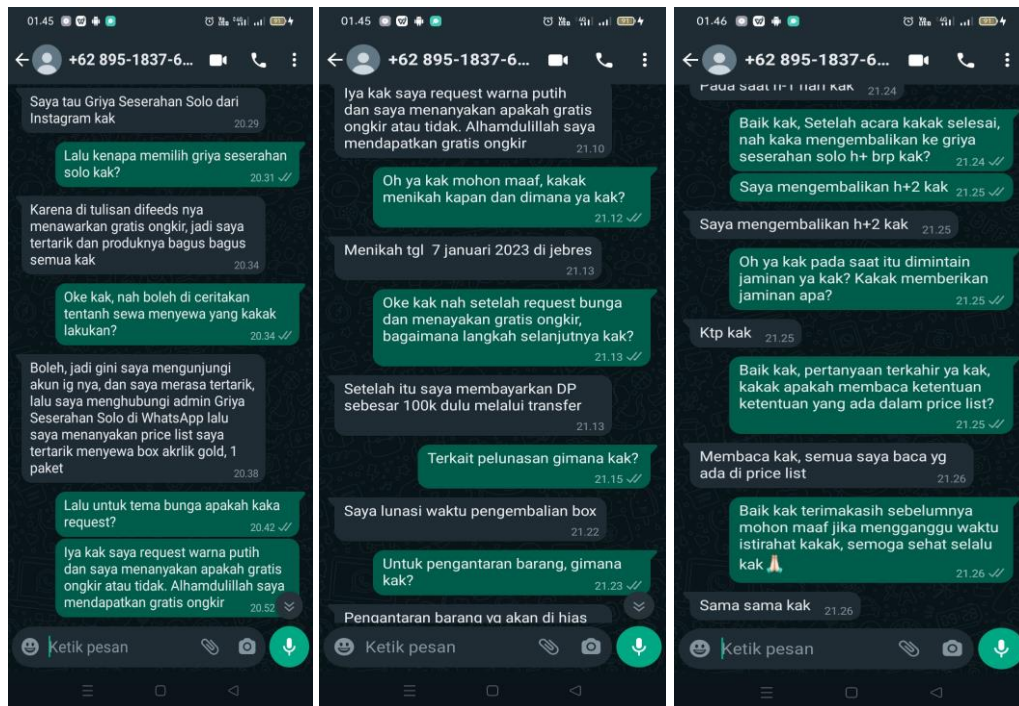 01.45
+62 895-1837-6...
Saya tau Griya Seserahan Solo dari
Instagram kak
20.29
Lalu kenapa memilih griya seserahan
solo kak?
20.31
Karena di tulisan difeeds nya
menawarkan gratis ongkir, jadi saya
tertarik dan produknya bagus bagus
semua kak
20.34
Oke kak, nah boleh di ceritakan
tentanh sewa menyewa yang kakak
lakukan?
20.34
Boleh, jadi gini saya mengunjungi
akun ig nya, dan saya merasa tertarik,
lalu saya menghubungi admin Griya
Seserahan Solo di WhatsApp lalu
saya menanyakan price list saya
tertarik menyewa box akrlik gold, 1
paket
20.38
Lalu untuk tema bunga apakah kaka
request?
20.42
Iya kak saya request warna putih
dan saya menanyakan apakah gratis
ongkir atau tidak. Alhamdulillah saya
mendapatkan gratis ongkir
20.52
Ketik pesan
01.45
+62 895-1837-6...
Iya kak saya request warna putih
dan saya menanyakan apakah gratis
ongkir atau tidak. Alhamdulillah saya
mendapatkan gratis ongkir
21.10
Oh ya kak mohon maaf, kakak
menikah kapan dan dimana ya kak?
21.12
Menikah tgl 7 januari 2023 di jebres
21.13
Oke kak nah setelah request bunga
dan menayakan gratis ongkir,
bagaimana langkah selanjutnya kak?
21.13
Setelah itu saya membayarkan DP
sebesar 100k dulu melalui transfer
21.13
Terkait pelunasan gimana kak?
21.15
Saya lunasi waktu pengembalian box
21.22
Untuk pengantaran barang, gimana
kak?
21.23
Pengantaran barang yg akan di hias
Ketik pesan
01.46
+62 895-1837-6...
Pada saat h-1 hari kak
21.24
Baik kak, Setelah acara kakak selesai,
nah kaka mengembalikan ke griya
seserahan solo h+ brp kak?
21.24
Saya mengembalikan h+2 kak
21.25
Saya mengembalikan h+2 kak
21.25
Oh ya kak pada saat itu dimintain
jaminan ya kak? Kakak memberikan
jaminan apa?
21.25
Ktp kak
21.25
Baik kak, pertanyaan terkahir ya kak,
kakak apakah membaca ketentuan
ketentuan yang ada dalam price list?
21.25
Membaca kak, semua saya baca yg
ada di price list
21.26
Baik kak terimakasih sebelumnya
mohon maaf jika mengganggu waktu
istirahat kakak, semoga sehat selalu
kak 🙏🏻
21.26
Sama sama kak
21.26
Ketik pesan